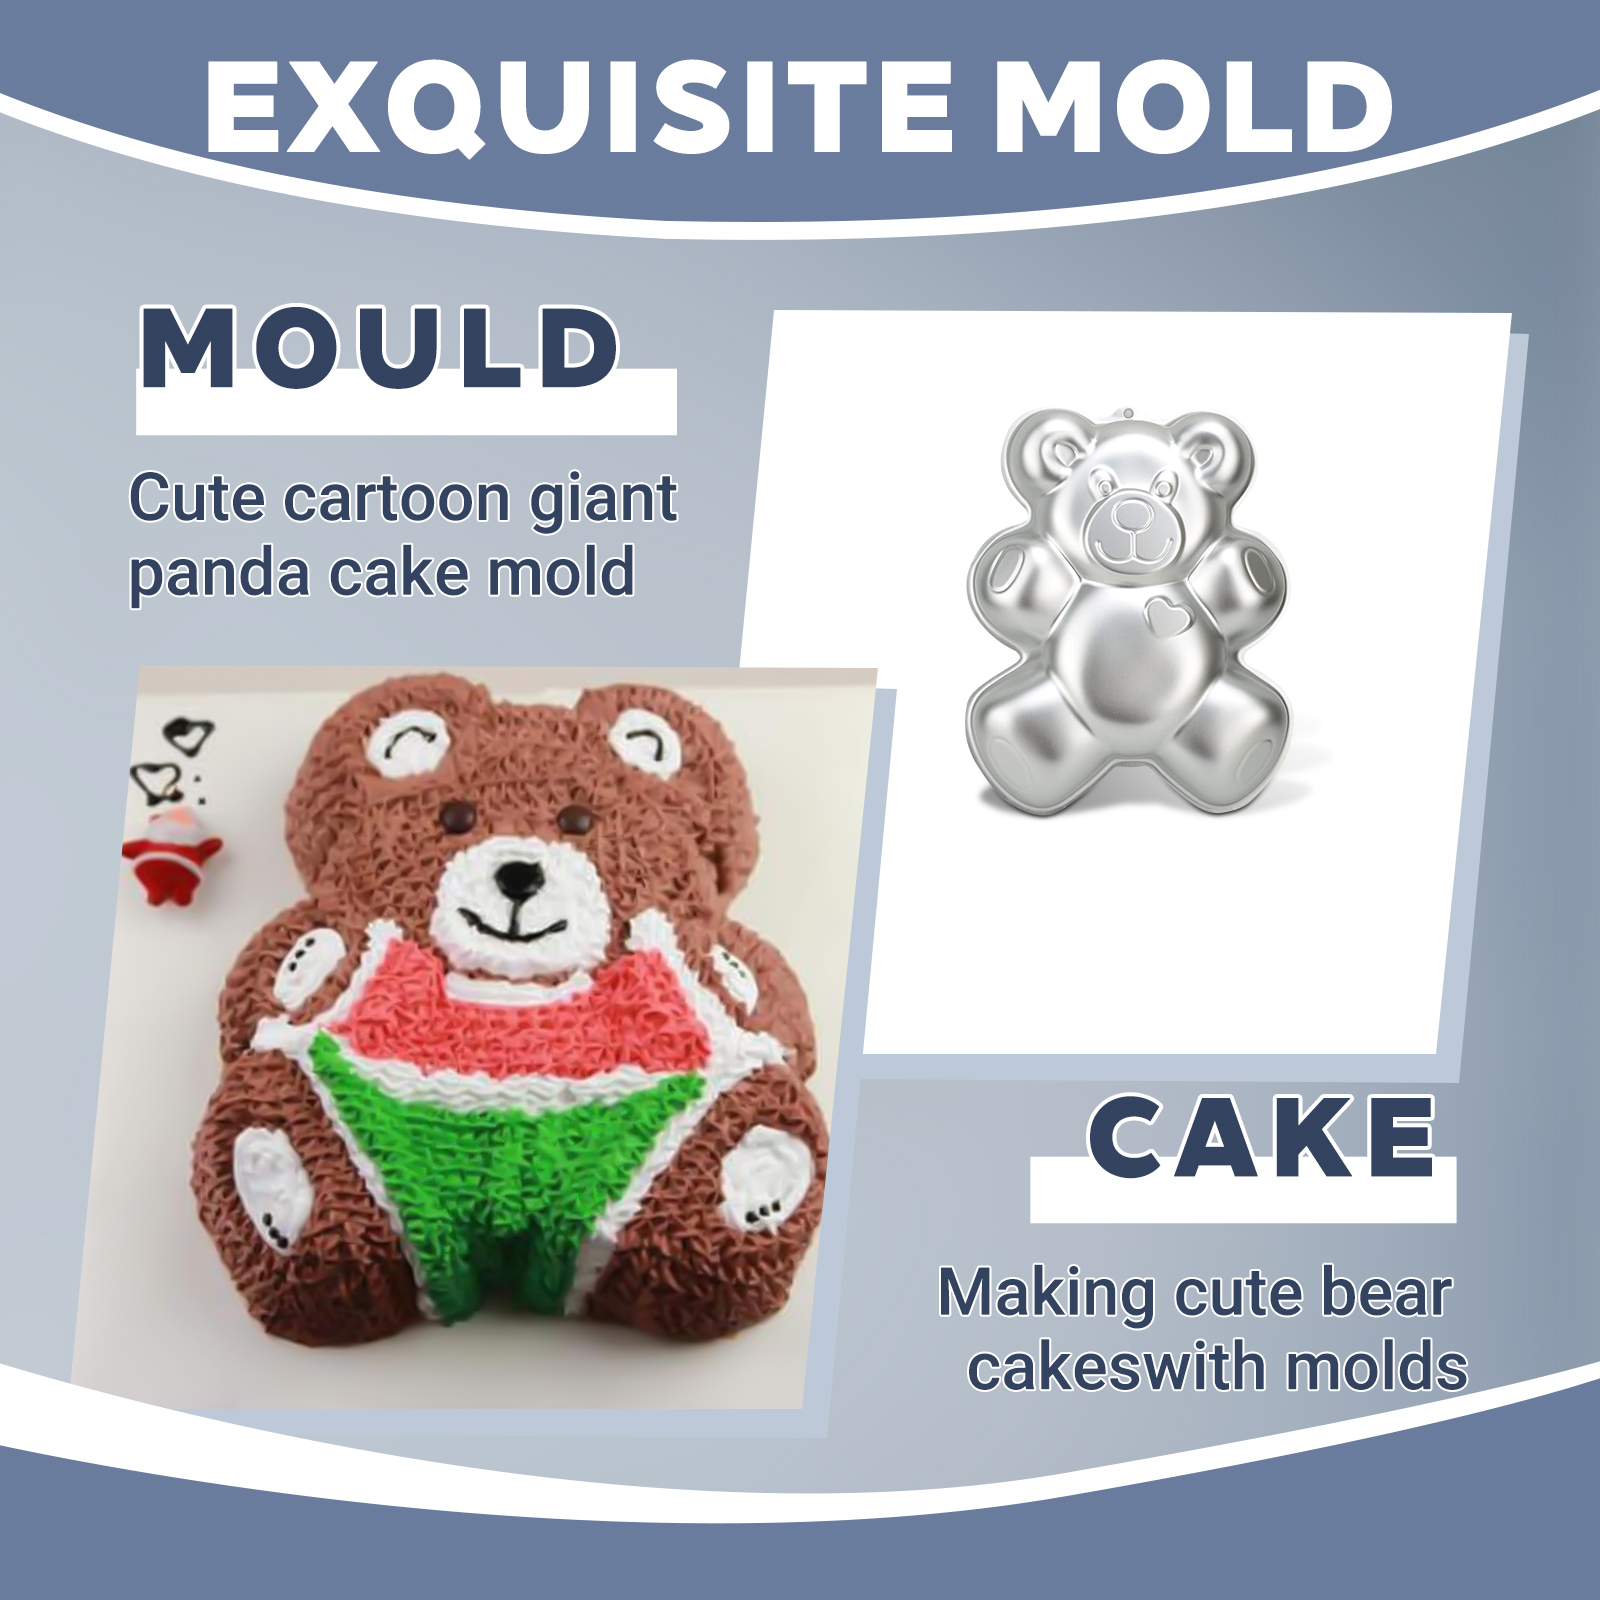 EXQUISITE MOLD
MOULD
Cute cartoon giant
panda cake mold
CAKE
Making cute bear
cakeswith molds